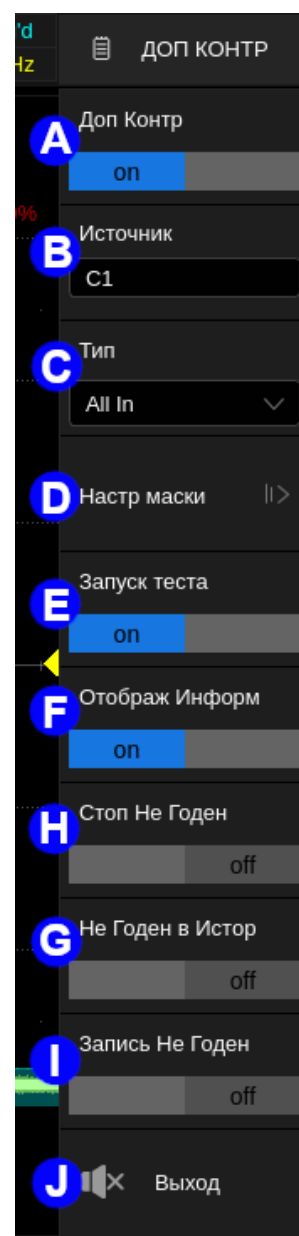 'd
Hz
ДОП КОНТР
A
Доп Контр
on
%
B
Источник
C1
C
Тип
All In
D
Настр маски
E
Запуск теста
on
F
Отображ Информ
on
H
Стоп Не Годен
off
G
Не Годен в Истор
off
I
Запись Не Годен
off
J
Выход